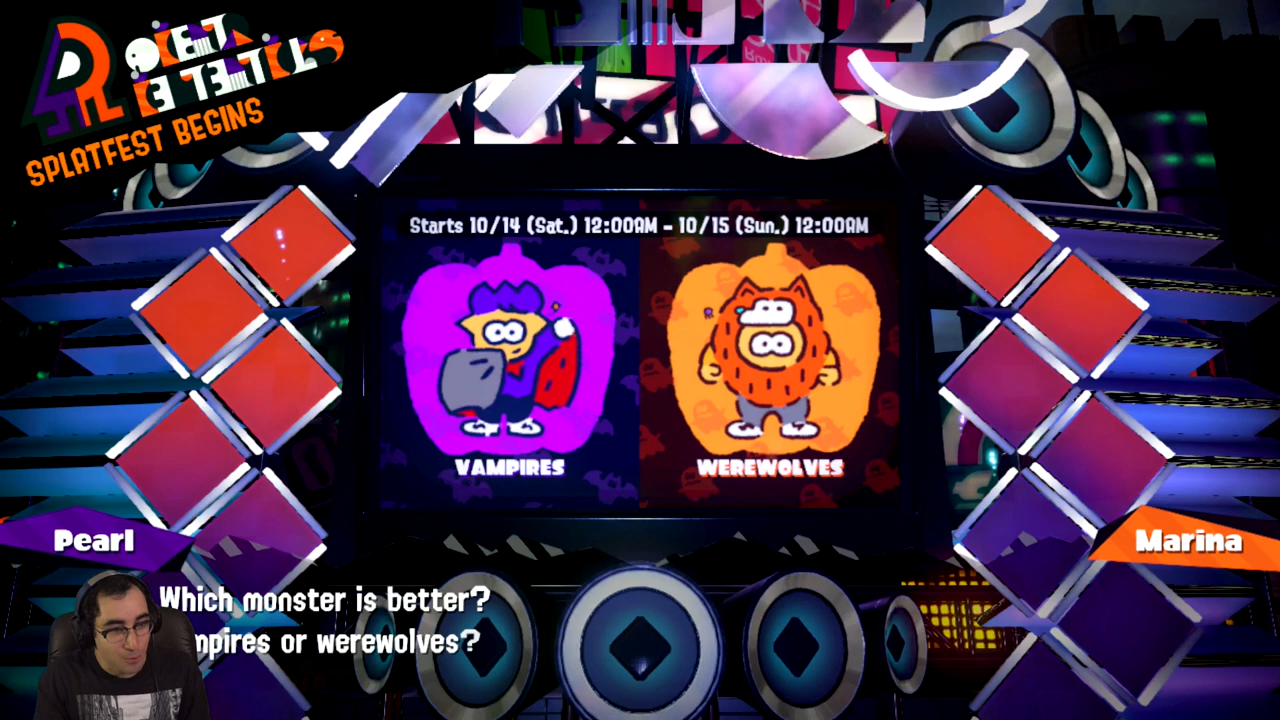 SPLATFEST BEGINS
Starts 10/14 (Sat.) 12:00AM – 10/15 (Sun.) 12:00AM
VAMPIRES
WEREWOLVES
Pearl
Marina
Which monster is better?
mpires or werewolves?